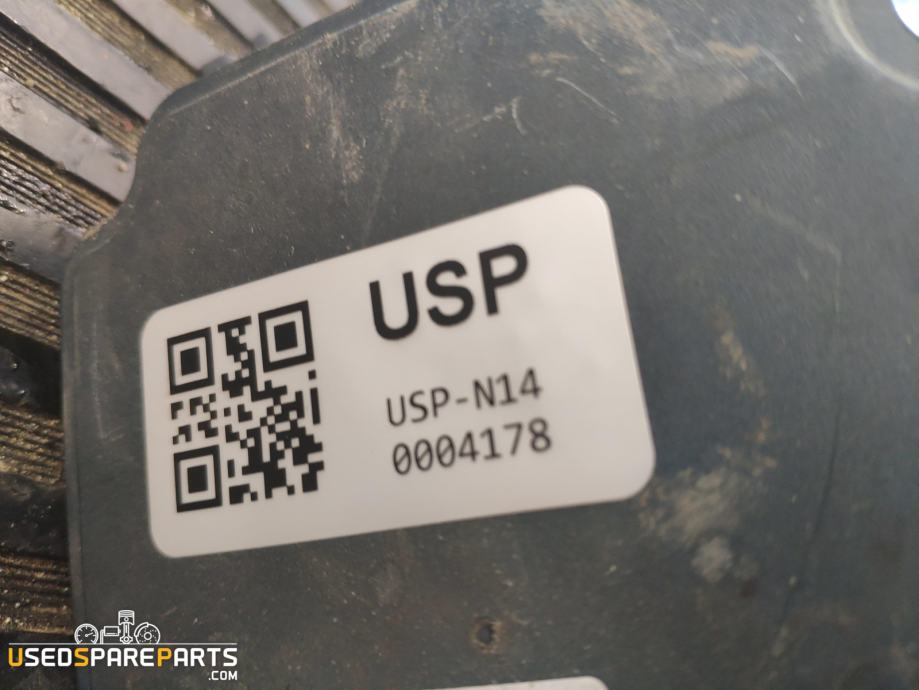 USP
USP-N14
0004178
USEDSPAREPARTS
.COM